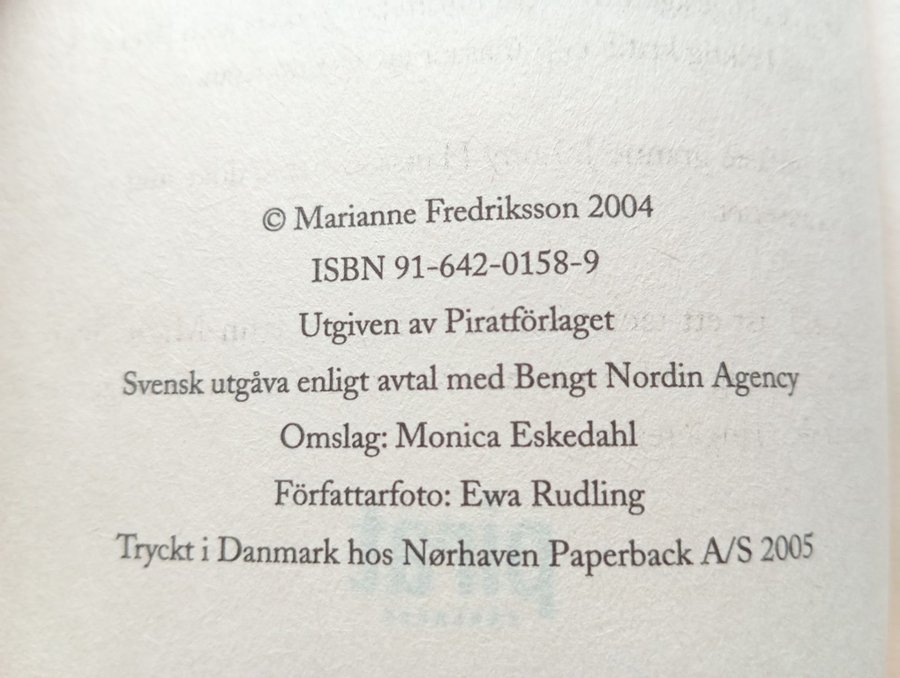 © Marianne Fredriksson 2004
ISBN 91-642-0158-9
Utgiven av Piratförlaget
Svensk utgåva enligt avtal med Bengt Nordin Agency
Omslag: Monica Eskedahl
Författarfoto: Ewa Rudling
Tryckt i Danmark hos Nørhaven Paperback A/S 2005